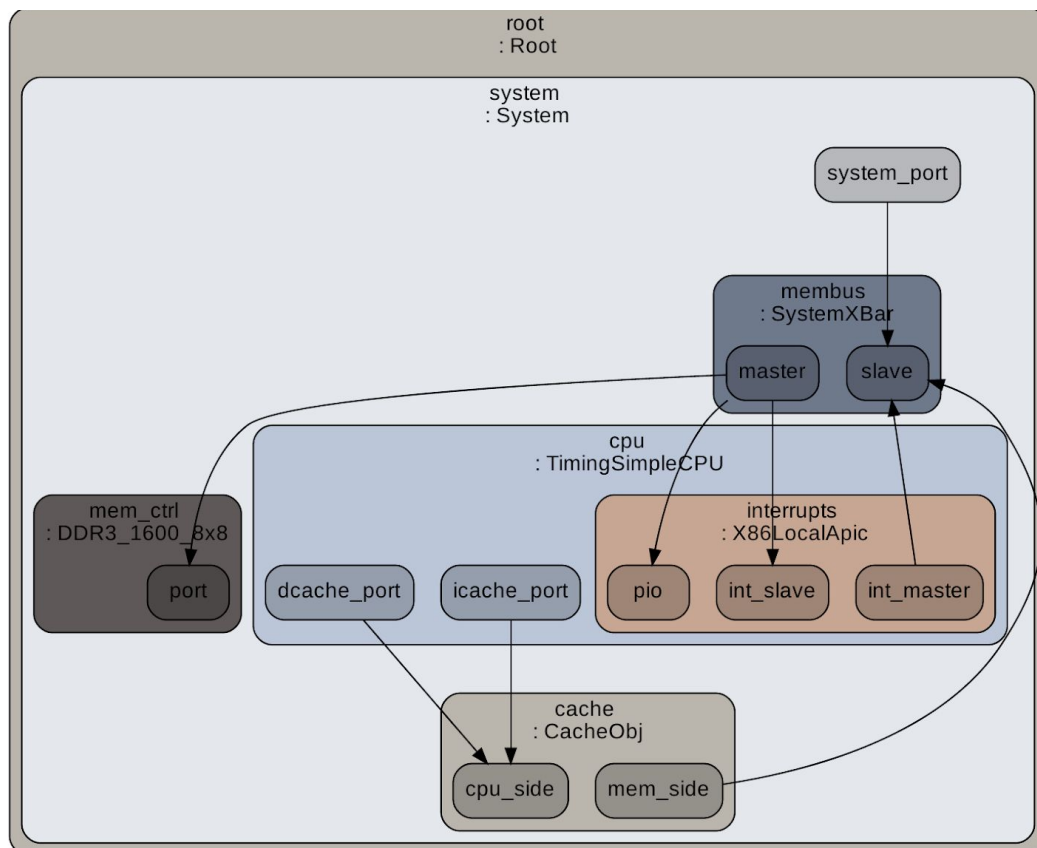 root
: Root
system
: System
system_port
membus
: SystemXBar
master
slave
cpu
: TimingSimpleCPU
mem_ctrl
: DDR3_1600_8x8
port
interrupts
: X86LocalApic
dcache_port
icache_port
pio
int_slave
int_master
cache
: CacheObj
cpu_side
mem_side